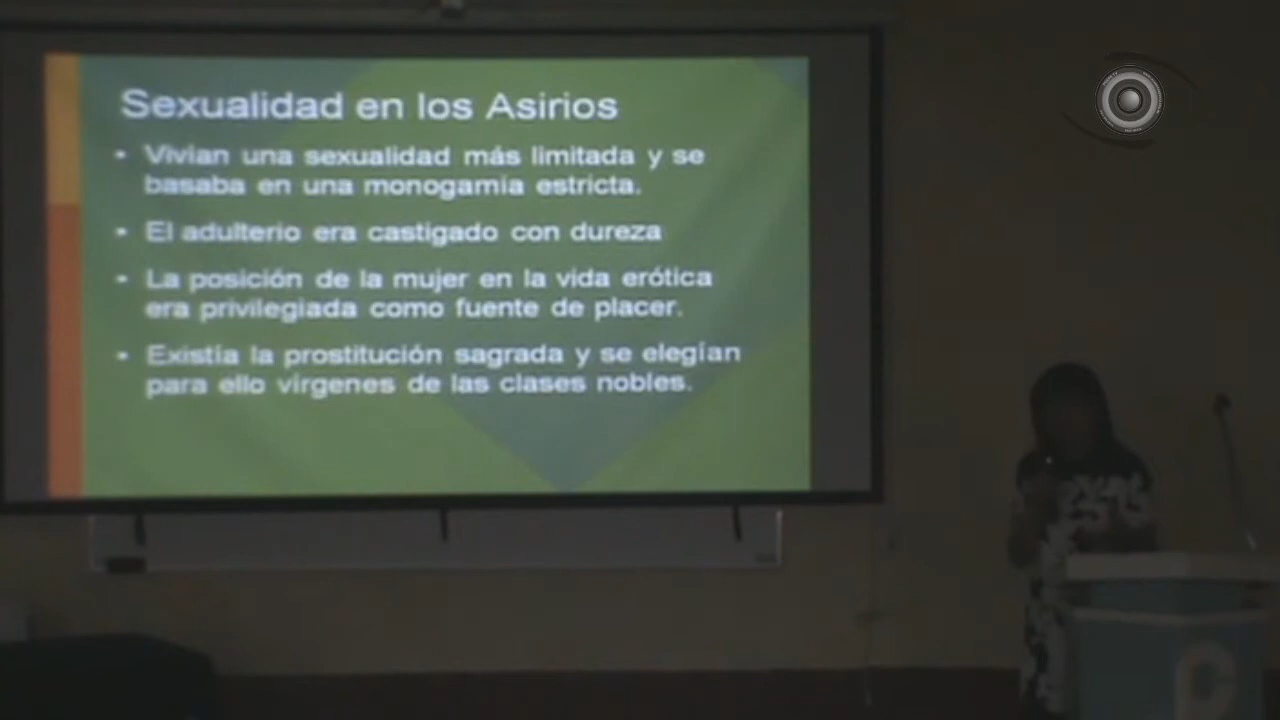 Sexualidad en los Asirios
• Vivian una sexualidad más limitada y se
basaba en una monogamía estricta.
• El adulterio era castigado con dureza
• La posición de la mujer en la vida erótica
era privilegiada como fuente de placer.
• Existía la prostitución sagrada y se elegían
para ello vírgenes de las clases nobles.